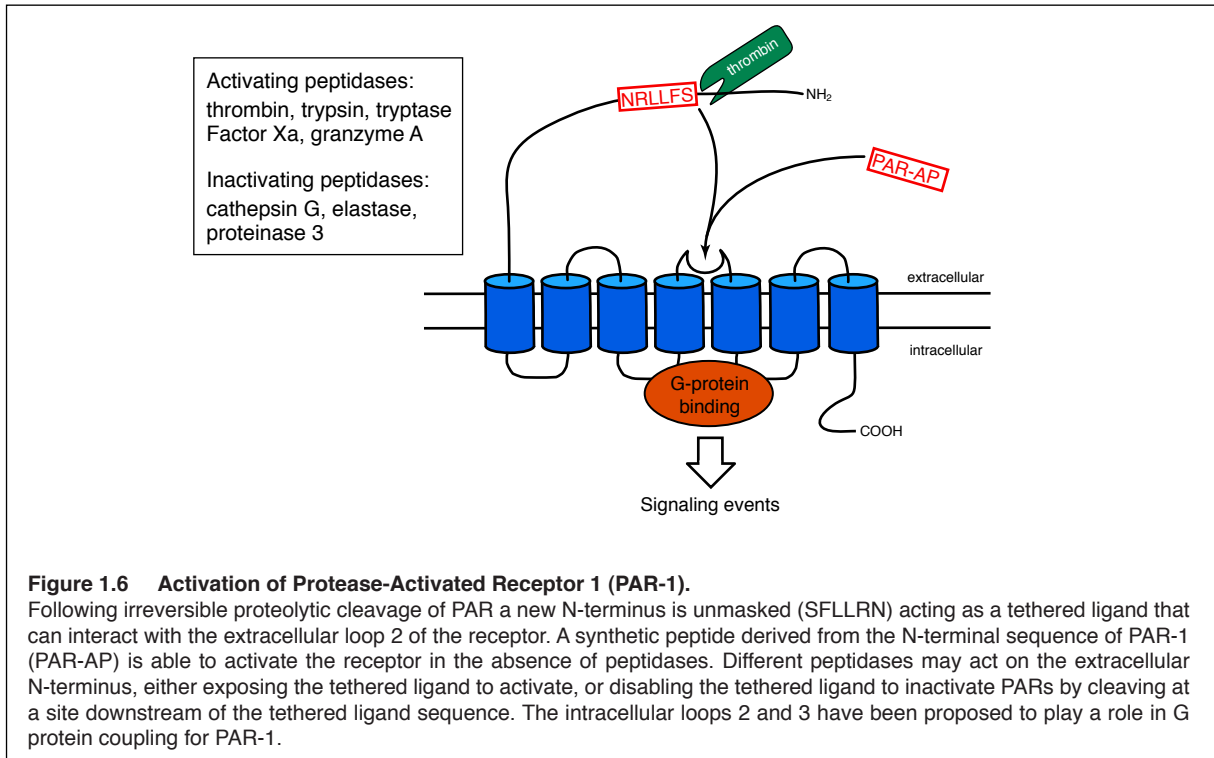 Activating peptidases:
thrombin, trypsin, tryptase
Factor Xa, granzyme A
Inactivating peptidases:
cathepsin G, elastase,
proteinase 3
thrombin
NRLLFS
NH₂
PAR-AP
extracellular
intracellular
G-protein
binding
COOH
Signaling events
Figure 1.6 Activation of Protease-Activated Receptor 1 (PAR-1).
Following irreversible proteolytic cleavage of PAR a new N-terminus is unmasked (SFLLRN) acting as a tethered ligand that
can interact with the extracellular loop 2 of the receptor. A synthetic peptide derived from the N-terminal sequence of PAR-1
(PAR-AP) is able to activate the receptor in the absence of peptidases. Different peptidases may act on the extracellular
N-terminus, either exposing the tethered ligand to activate, or disabling the tethered ligand to inactivate PARs by cleaving at
a site downstream of the tethered ligand sequence. The intracellular loops 2 and 3 have been proposed to play a role in G
protein coupling for PAR-1.